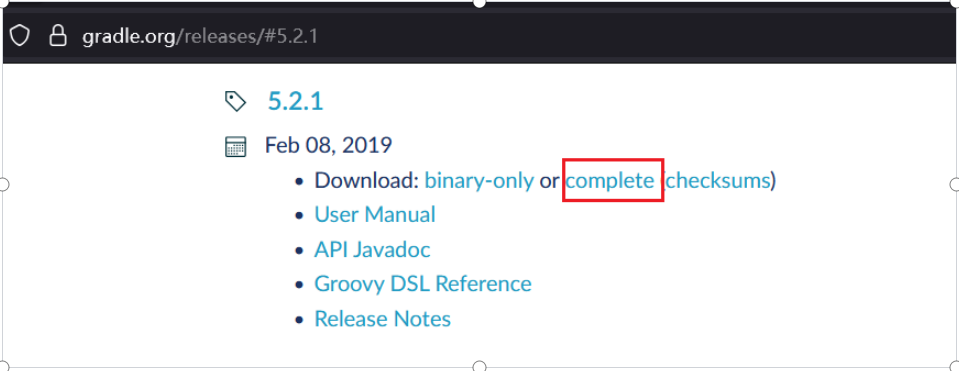 gradle.org/releases/#5.2.1
5.2.1
Feb 08, 2019
• Download: binary-only or complete (checksums)
• User Manual
• API Javadoc
• Groovy DSL Reference
• Release Notes